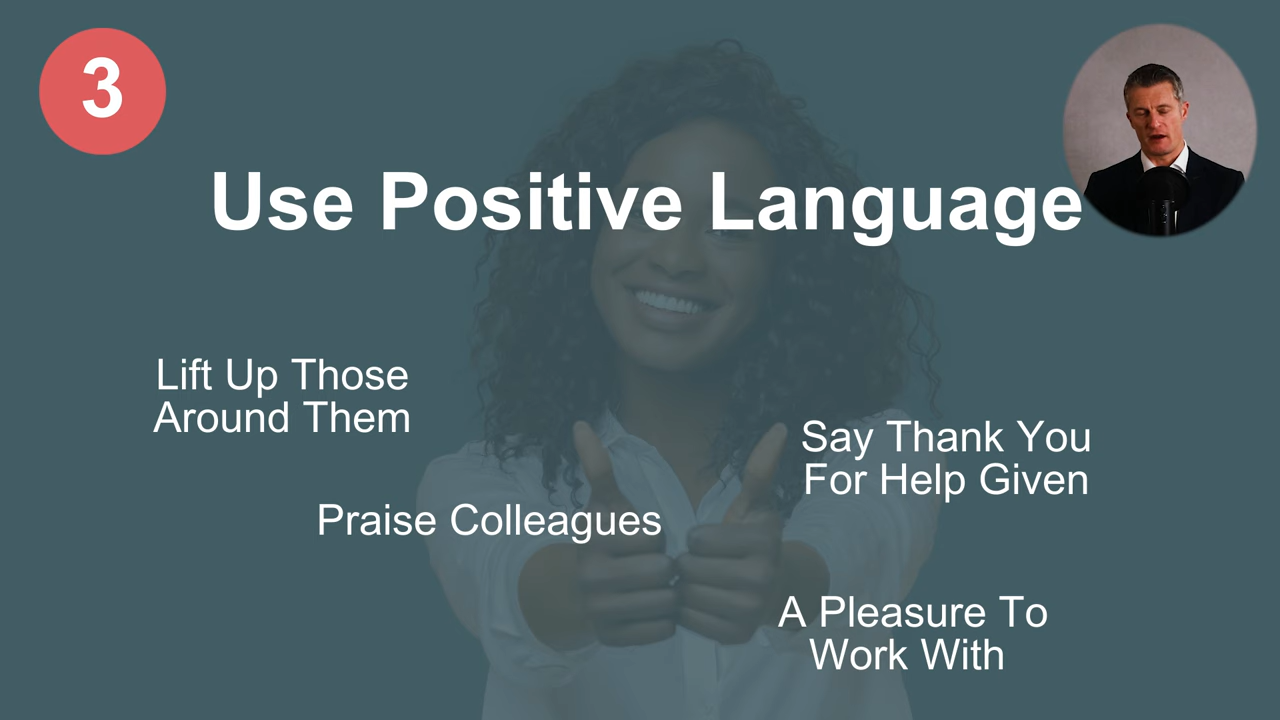 3
Use Positive Language
Lift Up Those
Around Them
Say Thank You
For Help Given
Praise Colleagues
A Pleasure To
Work With